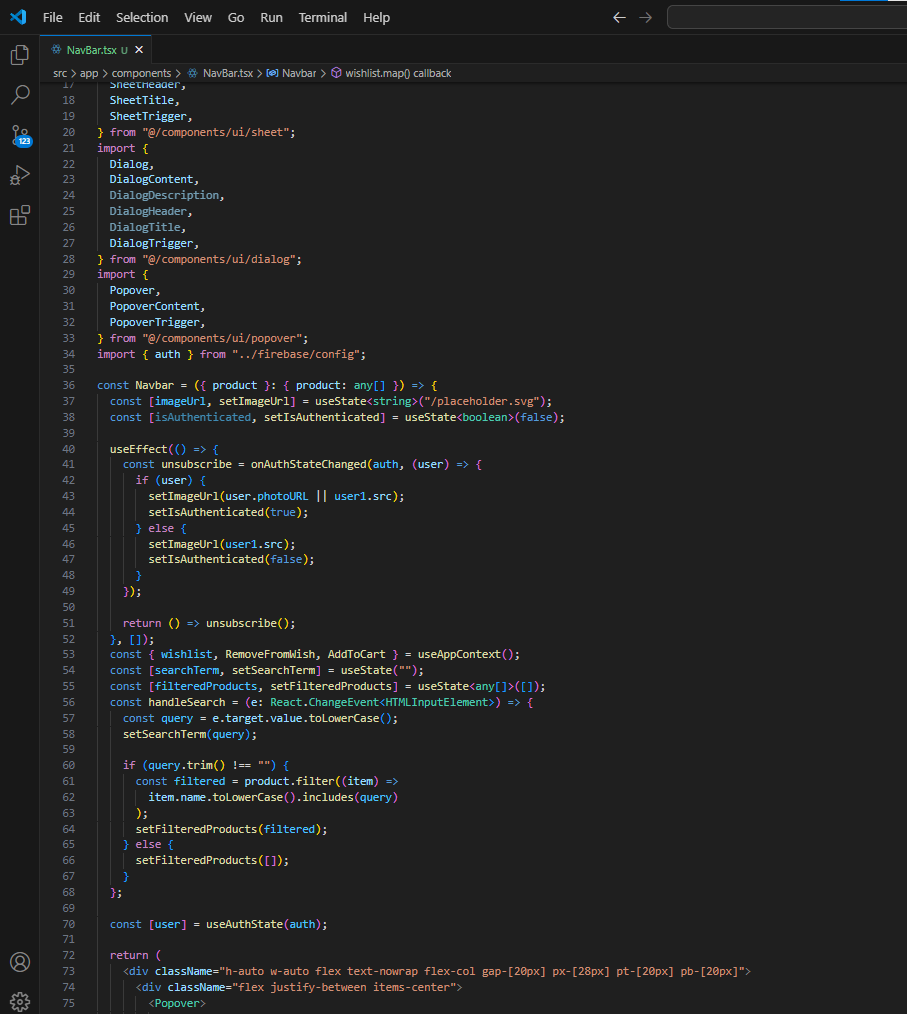 File Edit Selection View Go Run Terminal Help
NavBar.tsx U
src > app > components > NavBar.tsx > Navbar > wishlist.map() callback
17 SheetHeader,
18 SheetTitle,
19 SheetTrigger,
20 } from "@/components/ui/sheet";
21 import {
22 Dialog,
23 DialogContent,
24 DialogDescription,
25 DialogHeader,
26 DialogTitle,
27 DialogTrigger,
28 } from "@/components/ui/dialog";
29 import {
30 Popover,
31 PopoverContent,
32 PopoverTrigger,
33 } from "@/components/ui/popover";
34 import { auth } from "../firebase/config";
35
36 const Navbar = ({ product }: { product: any[] }) => {
37 const [imageUrl, setImageUrl] = useState<string>("/placeholder.svg");
38 const [isAuthenticated, setIsAuthenticated] = useState<boolean>(false);
39
40 useEffect(() => {
41 const unsubscribe = onAuthStateChanged(auth, (user) => {
42 if (user) {
43 setImageUrl(user.photoURL || user1.src);
44 setIsAuthenticated(true);
45 } else {
46 setImageUrl(user1.src);
47 setIsAuthenticated(false);
48 }
49 });
50
51 return () => unsubscribe();
52 }, []);
53 const { wishlist, RemoveFromWish, AddToCart } = useAppContext();
54 const [searchTerm, setSearchTerm] = useState("");
55 const [filteredProducts, setFilteredProducts] = useState<any[]>([]);
56 const handleSearch = (e: React.ChangeEvent<HTMLInputElement>) => {
57 const query = e.target.value.toLowerCase();
58 setSearchTerm(query);
59
60 if (query.trim() !== "") {
61 const filtered = product.filter((item) =>
62 item.name.toLowerCase().includes(query)
63 );
64 setFilteredProducts(filtered);
65 } else {
66 setFilteredProducts([]);
67 }
68 };
69
70 const [user] = useAuthState(auth);
71
72 return (
73 <div className="h-auto w-auto flex text-nowrap flex-col gap-[20px] px-[28px] pt-[20px] pb-[20px]">
74 <div className="flex justify-between items-center">
75 <Popover>
123